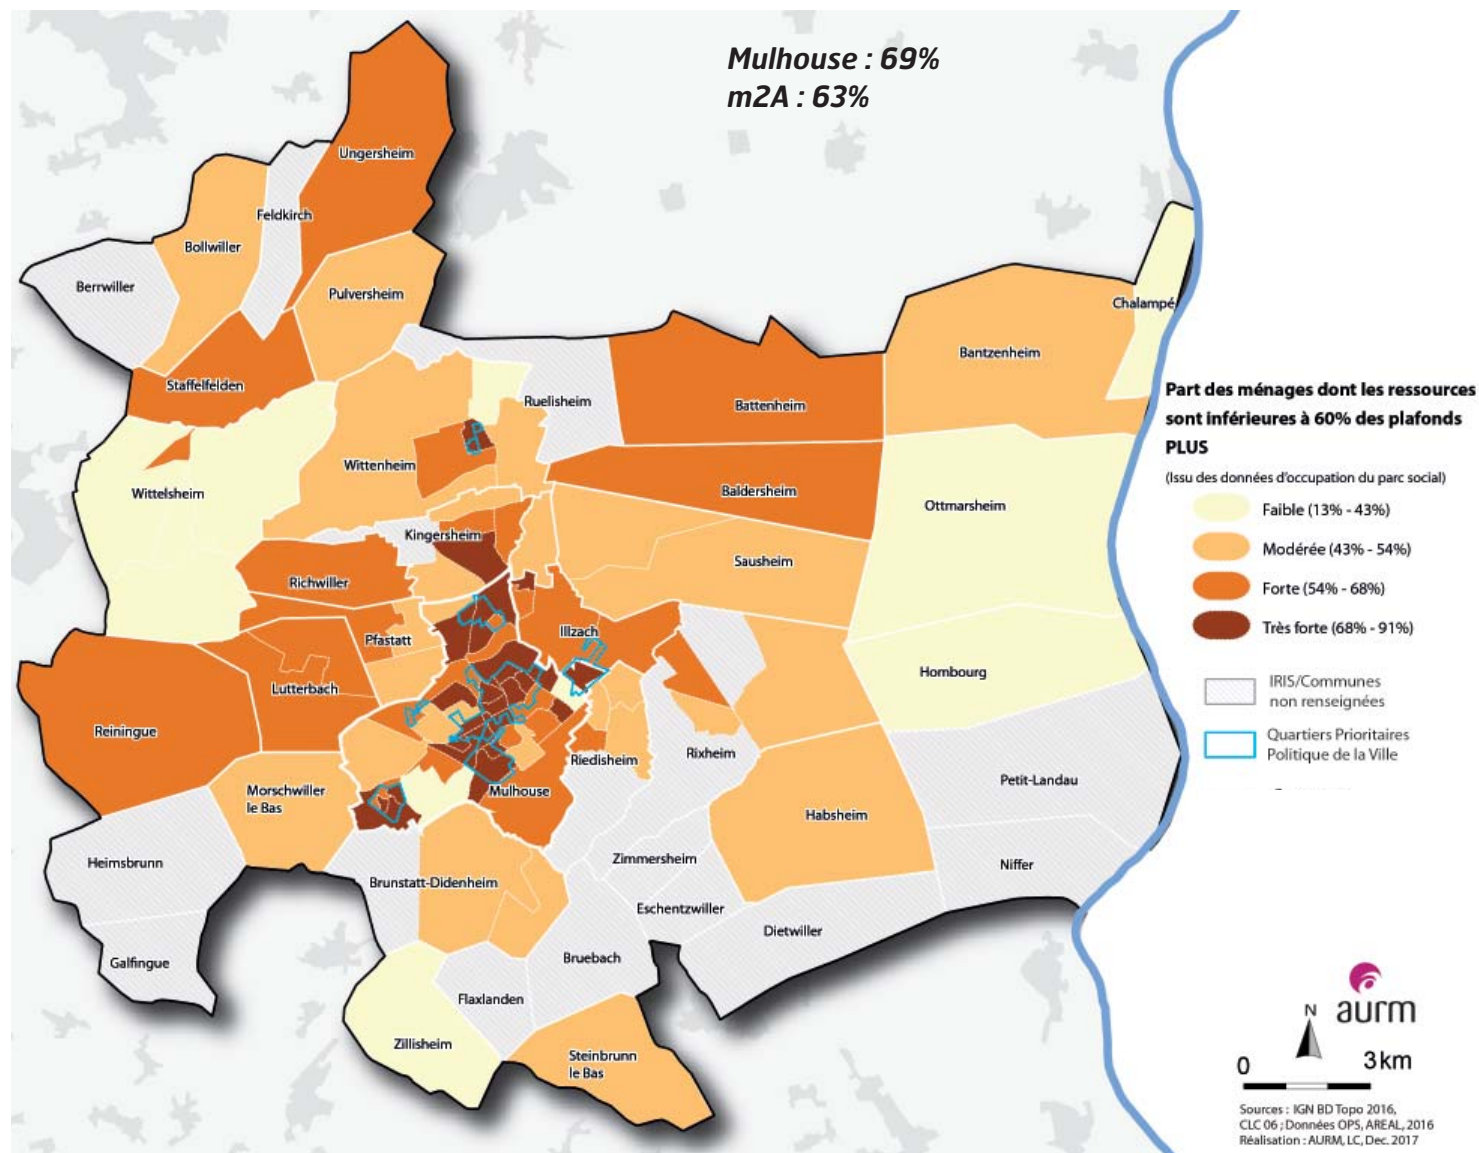 Mulhouse : 69%
m2A : 63%
Ungersheim
Feldkirch
Bollwiller
Berrwiller
Pulversheim
Chalampé
Bantzenheim
Staffelfelden
Ruelisheim
Battenheim
Wittenheim
Wittelsheim
Baldersheim
Ottmarsheim
Kingersheim
Sausheim
Richwiller
Illzach
Pfastatt
Hombourg
Lutterbach
Reiningue
Rixheim
Riedisheim
Petit-Landau
Morschwiller
le Bas
Mulhouse
Habsheim
Heimsbrunn
Zimmersheim
Niffer
Brunstatt-Didenheim
Eschentzwiller
Dietwiller
Galfingue
Bruebach
Flaxlanden
Zillisheim
Steinbrunn
le Bas
Part des ménages dont les ressources
sont inférieures à 60% des plafonds
PLUS
(Issu des données d'occupation du parc social)
Faible (13% - 43%)
Modérée (43% - 54%)
Forte (54% - 68%)
Très forte (68% - 91%)
IRIS/Communes
non renseignées
Quartiers Prioritaires
Politique de la Ville
aurm
N
0 3 km
Sources : IGN BD Topo 2016,
CLC 06 ; Données OPS, AREAL, 2016
Réalisation : AURM, LC, Dec. 2017